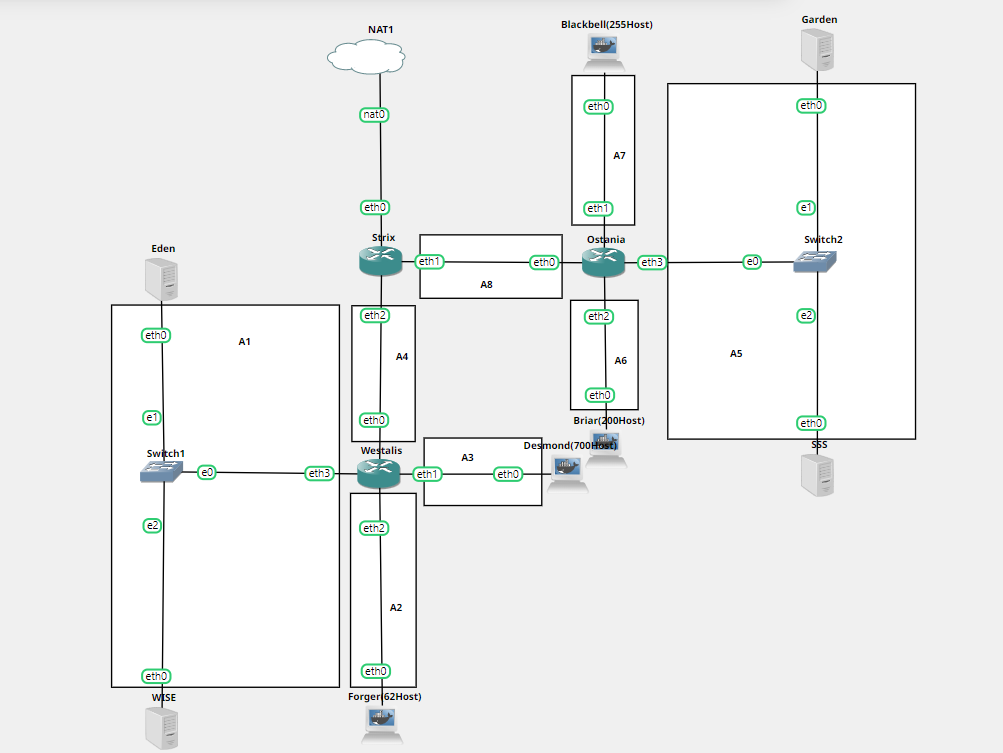 Garden
Blackbell(255Host)
NAT1
eth0
eth0
nat0
A7
eth1
eth0
e1
Strix
Ostania
Switch2
Eden
eth1
eth0
eth3
e0
A8
eth2
eth2
e2
eth0
A1
A4
A6
A5
eth0
e1
eth0
eth0
Briar(200Host)
Desmond(700Host)
SSS
Switch1
Westalis
A3
e0
eth3
eth1
eth0
e2
eth2
A2
eth0
eth0
WISE
Forger(62Host)